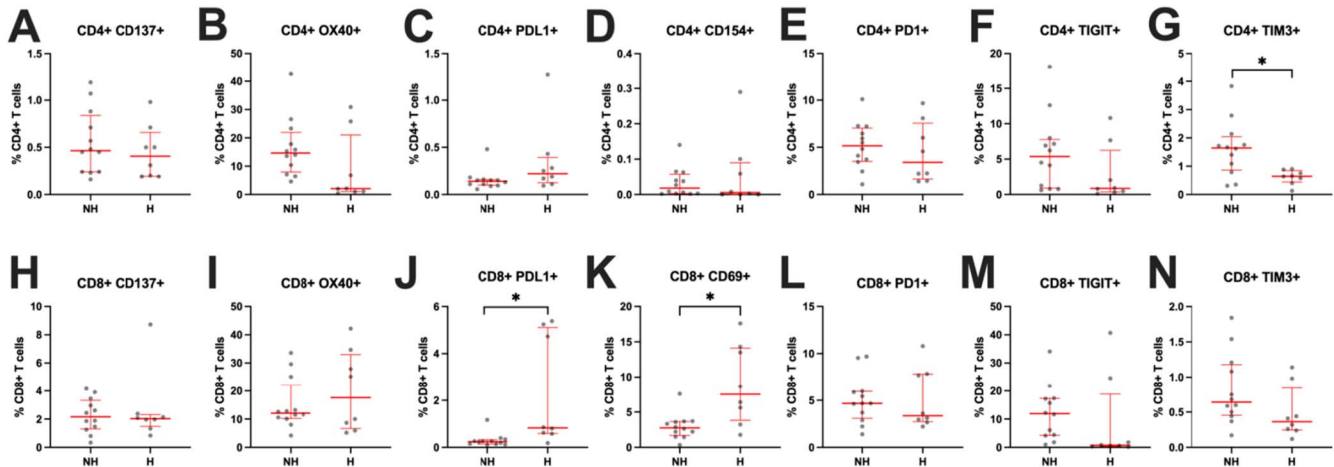 A
CD4+ CD137+
% CD4+ T cells
1.5
1.0
0.5
0.0
NH H
B
CD4+ OX40+
% CD4+ T cells
50
40
30
20
10
0
NH H
C
CD4+ PDL1+
% CD4+ T cells
1.5
1.0
0.5
0.0
NH H
D
CD4+ CD154+
% CD4+ T cells
0.4
0.3
0.2
0.1
0.0
NH H
E
CD4+ PD1+
% CD4+ T cells
15
10
5
0
NH H
F
CD4+ TIGIT+
% CD4+ T cells
20
15
10
5
0
NH H
G
CD4+ TIM3+
% CD4+ T cells
5
4
3
2
1
0
*
NH H
H
CD8+ CD137+
% CD8+ T cells
10
8
6
4
2
0
NH H
I
CD8+ OX40+
% CD8+ T cells
50
40
30
20
10
0
NH H
J
CD8+ PDL1+
% CD8+ T cells
6
4
2
0
*
NH H
K
CD8+ CD69+
% CD8+ T cells
20
15
10
5
0
*
NH H
L
CD8+ PD1+
% CD8+ T cells
15
10
5
0
NH H
M
CD8+ TIGIT+
% CD8+ T cells
50
40
30
20
10
0
NH H
N
CD8+ TIM3+
% CD8+ T cells
2.0
1.5
1.0
0.5
0.0
NH H